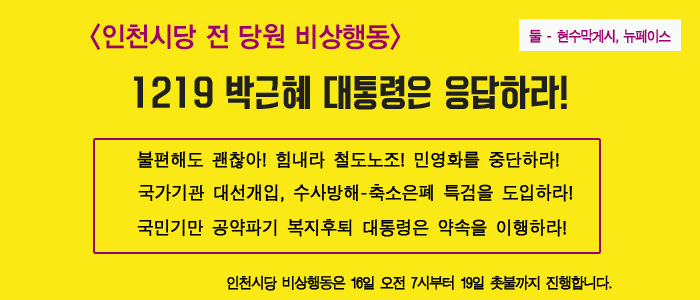 <인천시당 전 당원 비상행동>
둘 - 현수막게시, 뉴페이스
1219 박근혜 대통령은 응답하라!
불편해도 괜찮아! 힘내라 철도노조! 민영화를 중단하라!
국가기관 대선개입, 수사방해-축소은폐 특검을 도입하라!
국민기만 공약파기 복지후퇴 대통령은 약속을 이행하라!
인천시당 비상행동은 16일 오전 7시부터 19일 촛불까지 진행합니다.